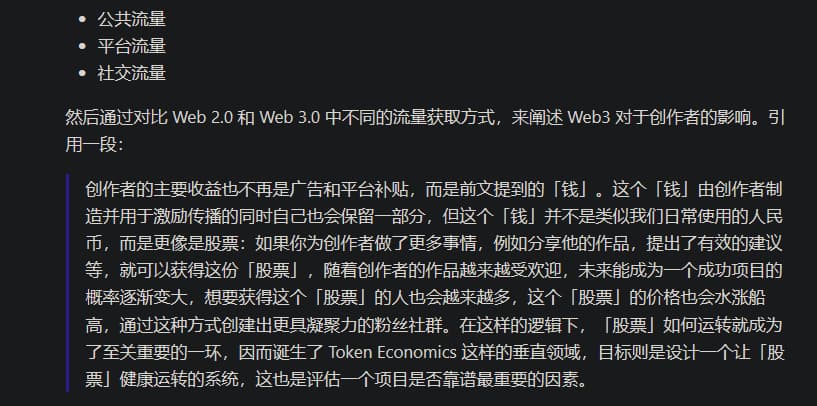 公共流量
平台流量
社交流量
然后通过对比 Web 2.0 和 Web 3.0 中不同的流量获取方式，来阐述 Web3 对于创作者的影响。引
用一段：
创作者的主要收益也不再是广告和平台补贴，而是前文提到的「钱」。这个「钱」由创作者制
造并用于激励传播的同时自己也会保留一部分，但这个「钱」并不是类似我们日常使用的人民
币，而是更像是股票：如果你为创作者做了更多事情，例如分享他的作品，提出了有效的建议
等，就可以获得这份「股票」，随着创作者的作品越来越受欢迎，未来能成为一个成功项目的
概率逐渐变大，想要获得这个「股票」的人也会越来越多，这个「股票」的价格也会水涨船
高，通过这种方式创建出更具凝聚力的粉丝社群。在这样的逻辑下，「股票」如何运转就成为
了至关重要的一环，因而诞生了 Token Economics 这样的垂直领域，目标则是设计一个让「股
票」健康运转的系统，这也是评估一个项目是否靠谱最重要的因素。